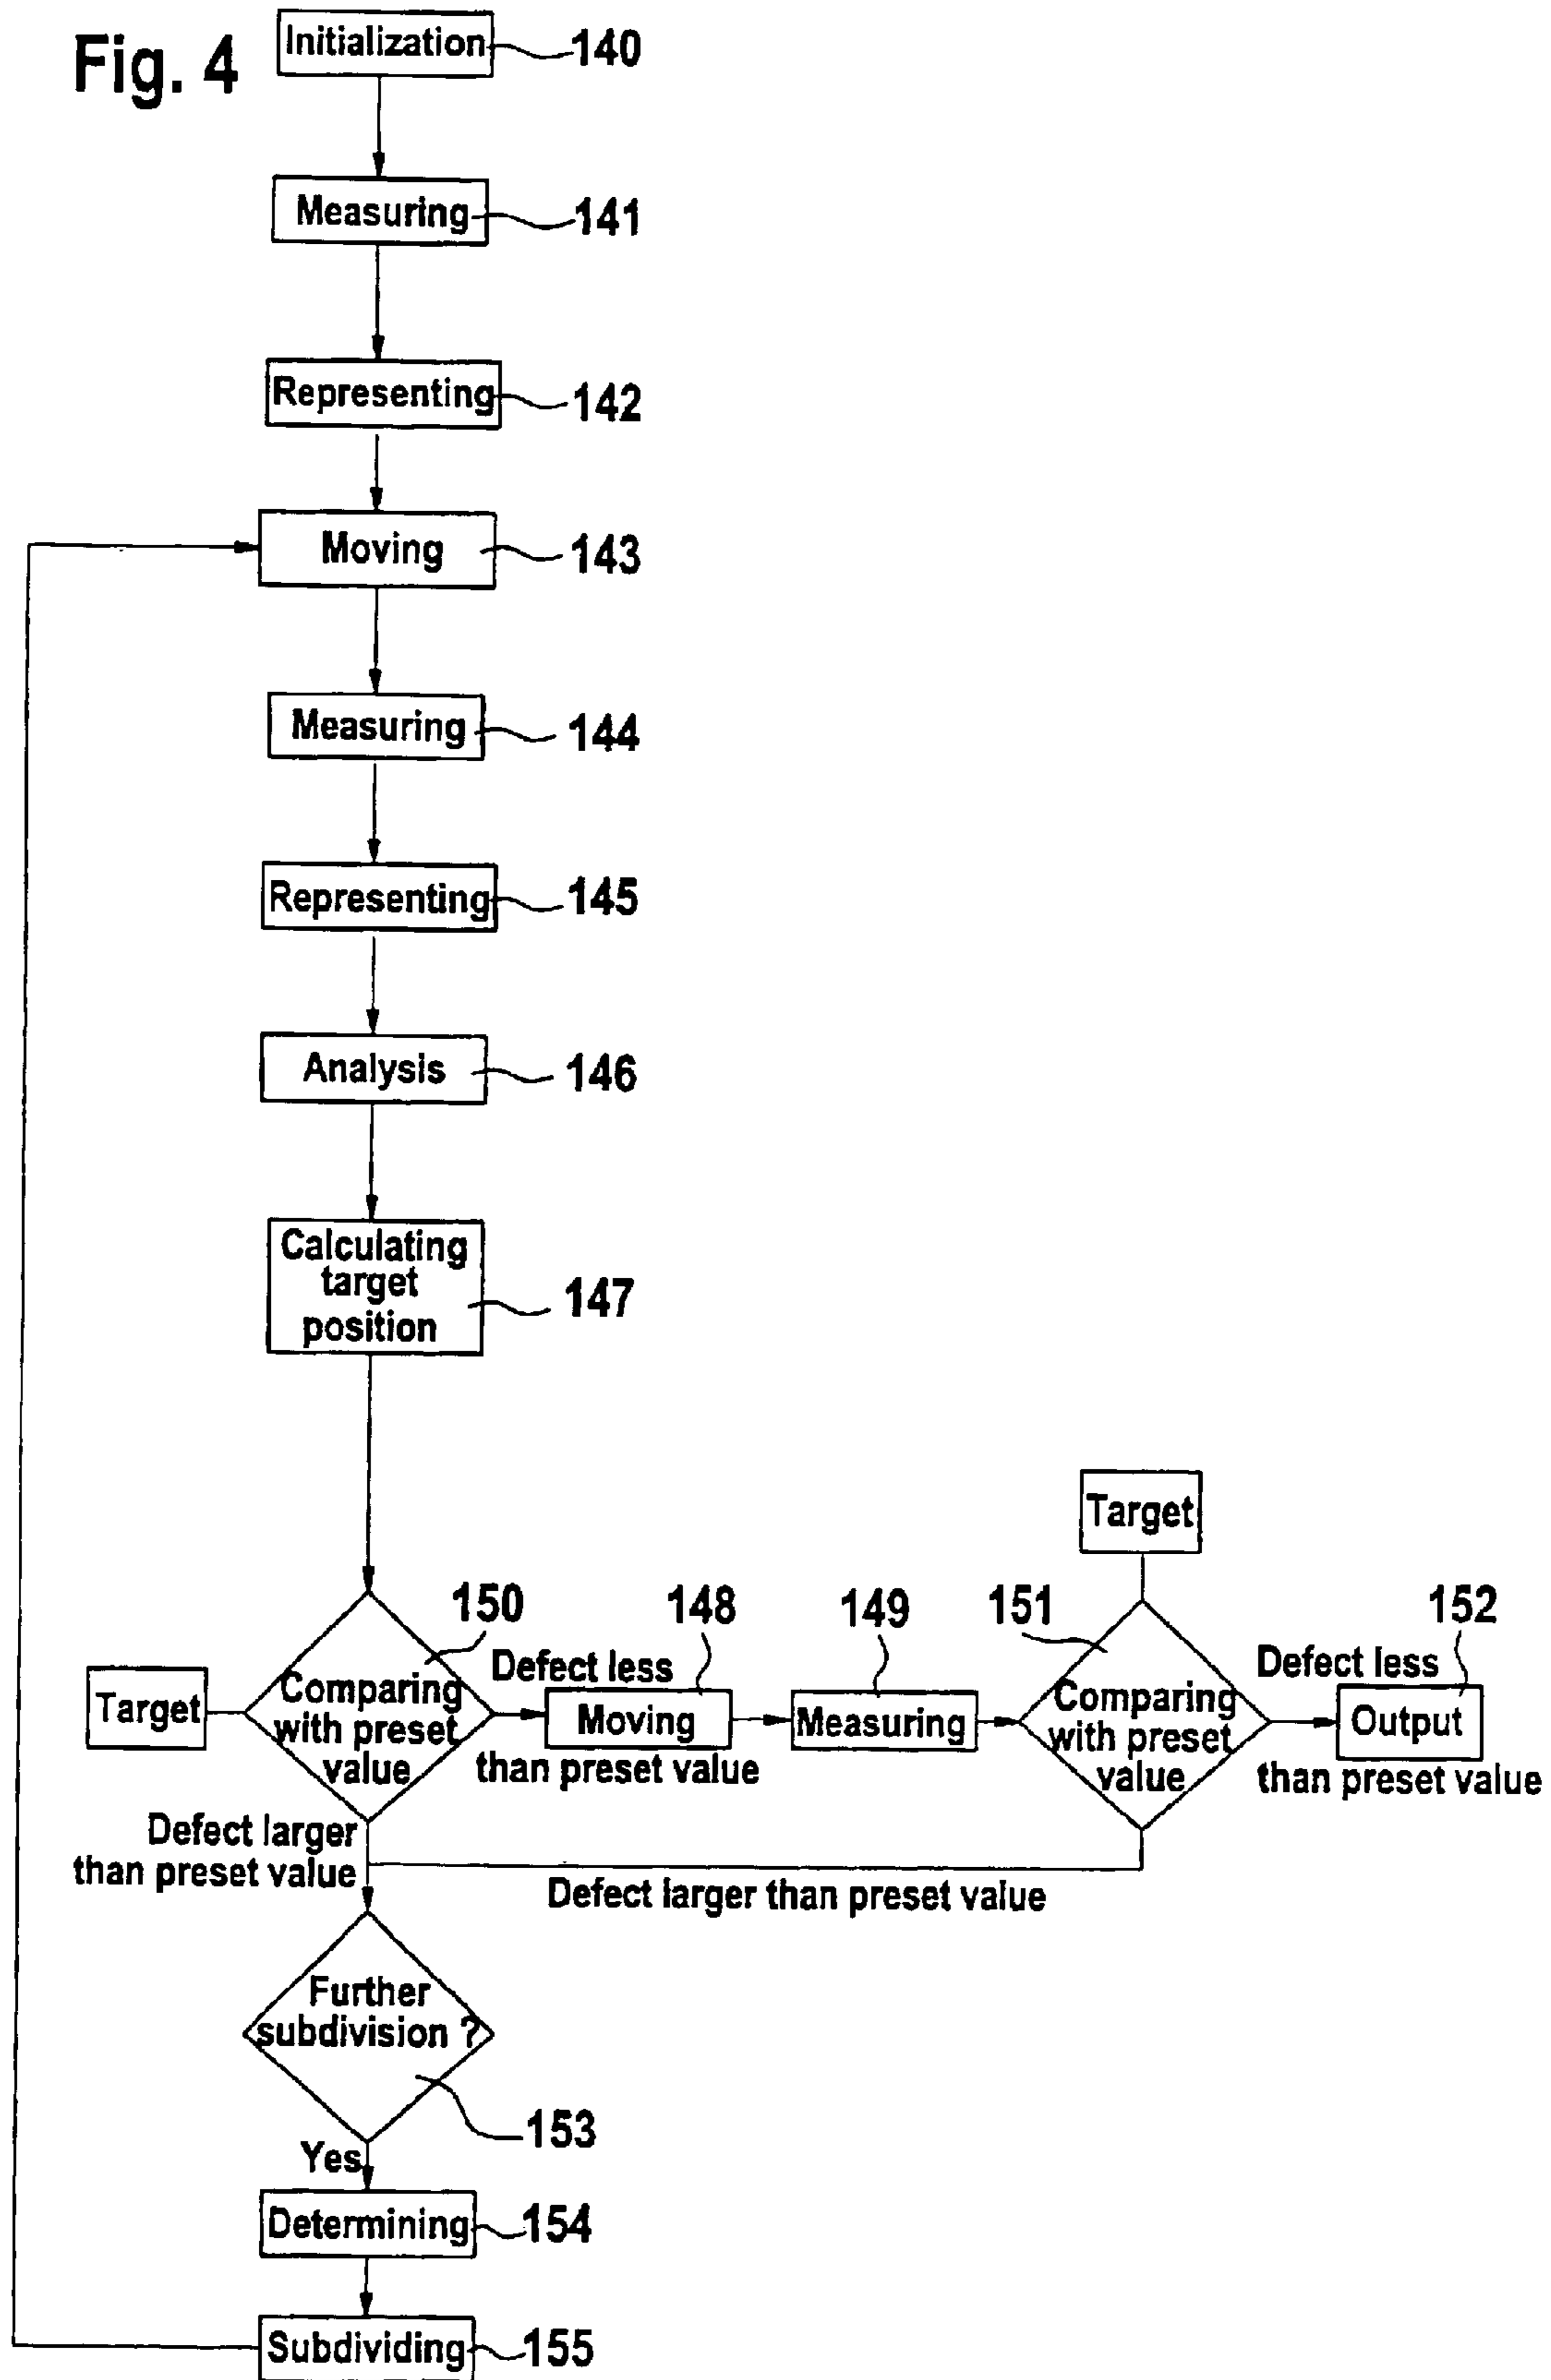 Fig. 4
Initialization 140
Measuring 141
Representing 142
Moving 143
Measuring 144
Representing 145
Analysis 146
Calculating
target
position
147
Target
150
Comparing
with preset
value
Defect less
than preset value
148
Moving
149
Measuring
Target
151
Comparing
with preset
value
Defect less
than preset value
152
Output
Defect larger
than preset value
Defect larger than preset value
Further
subdivision ?
153
Yes
Determining 154
Subdividing 155